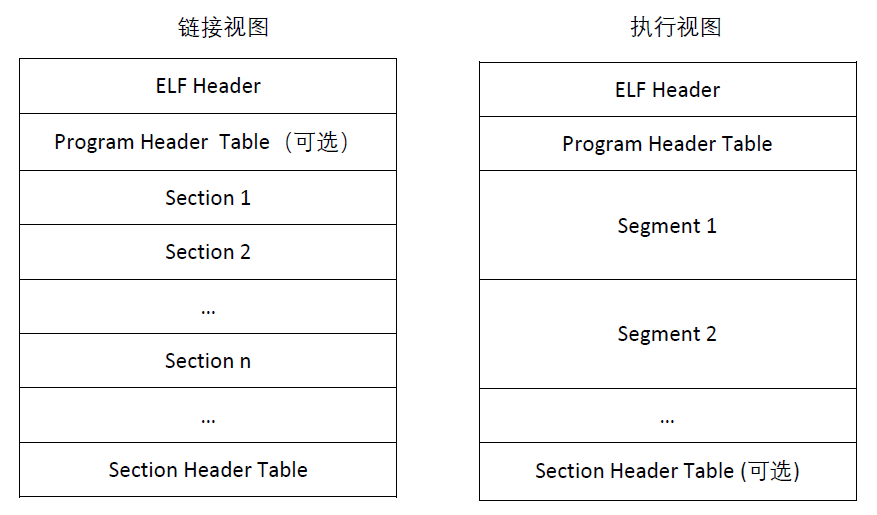 链接视图
ELF Header
Program Header Table（可选）
Section 1
Section 2
...
Section n
...
Section Header Table
执行视图
ELF Header
Program Header Table
Segment 1
Segment 2
...
Section Header Table (可选)